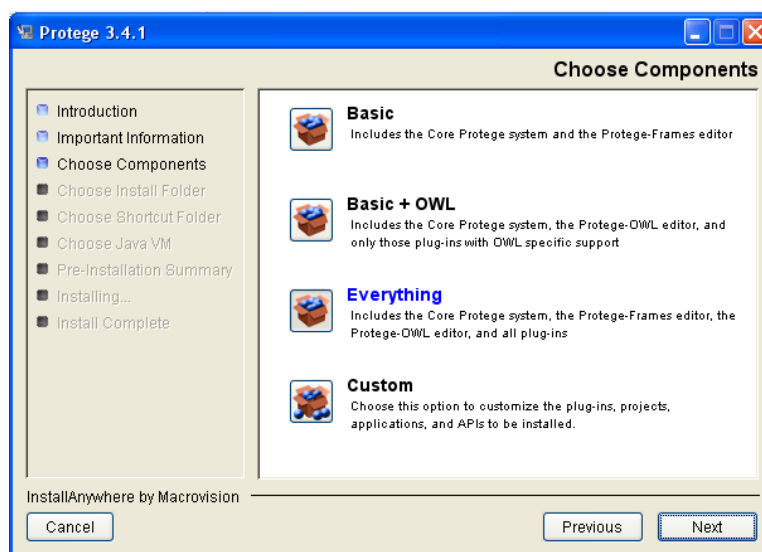 Protege 3.4.1
Choose Components
Introduction
Important Information
Choose Components
Choose Install Folder
Choose Shortcut Folder
Choose Java VM
Pre-Installation Summary
Installing...
Install Complete
Basic
Includes the Core Protege system and the Protege-Frames editor
Basic + OWL
Includes the Core Protege system, the Protege-OWL editor, and
only those plug-ins with OWL specific support
Everything
Includes the Core Protege system, the Protege-Frames editor, the
Protege-OWL editor, and all plug-ins
Custom
Choose this option to customize the plug-ins, projects,
applications, and APIs to be installed.
InstallAnywhere by Macrovision
Cancel
Previous
Next